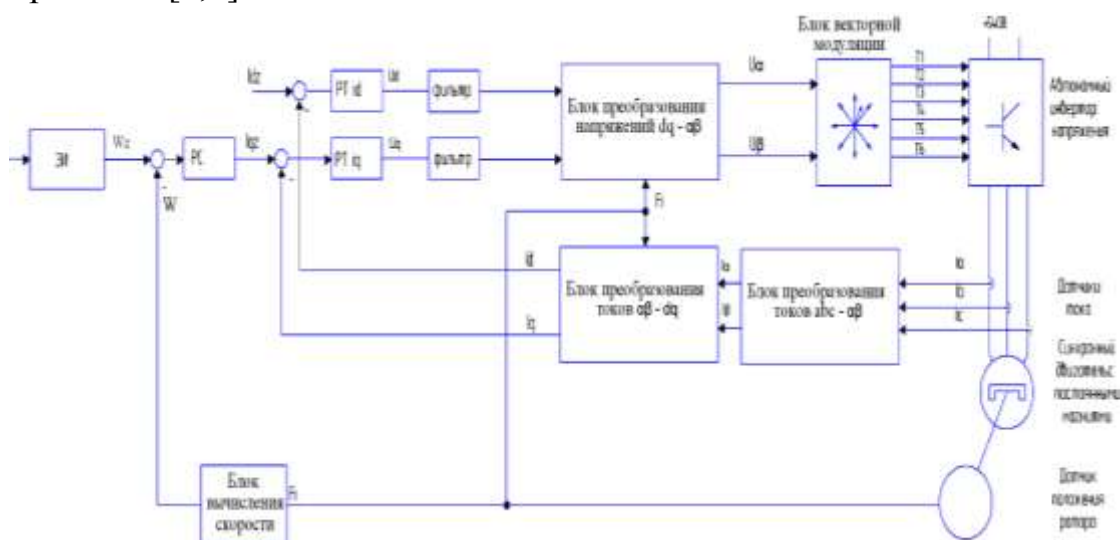 Блок векторной
модуляции
Idz
РТ id
Ud
фильтр
Блок преобразования
напряжений dq - αβ
Uα
Uβ
T1
T2
T3
T4
T5
T6
Автономный
инвертор
напряжения
ЗИ
Wz
РС
Iqz
РТ iq
Uq
фильтр
W
Fi
Id
Iq
Блок преобразования
токов αβ - dq
Блок преобразования
токов abc - αβ
Ia
Ic
Датчики
тока
Синхронный
двигатель с
постоянными
магнитами
Блок
вычисления
скорости
Fi
Датчик
положения
ротора